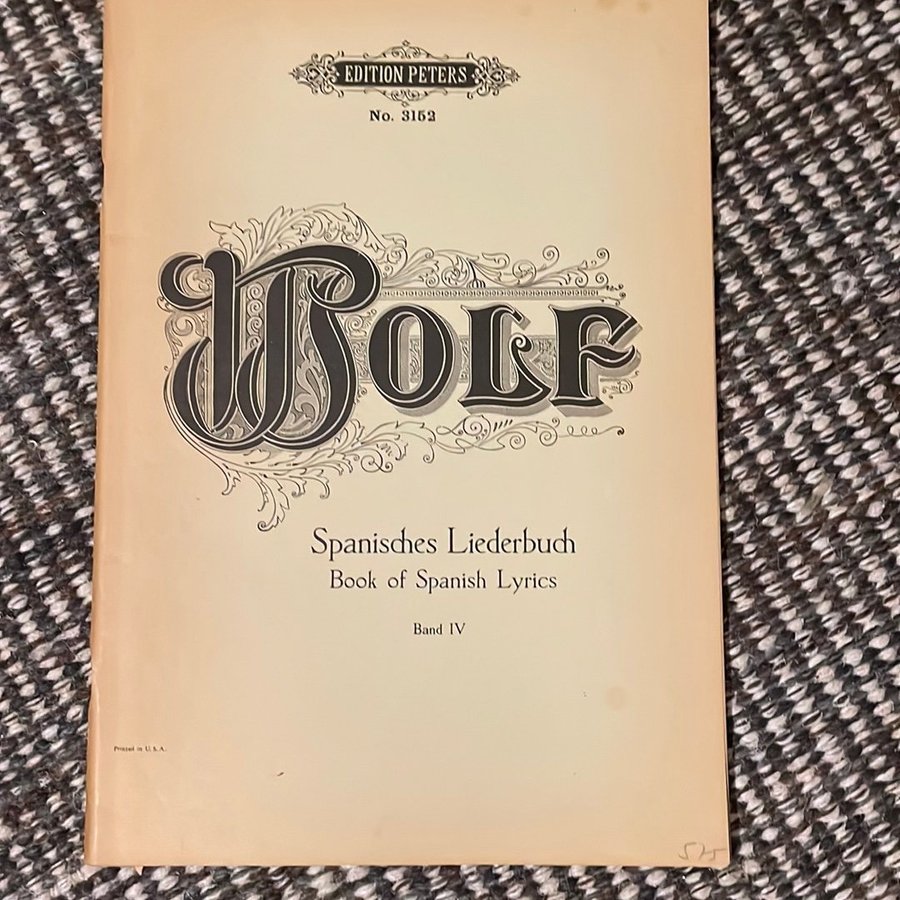 EDITION PETERS
No. 3152
WOLF
Spanisches Liederbuch
Book of Spanish Lyrics
Band IV
Printed in U.S.A.